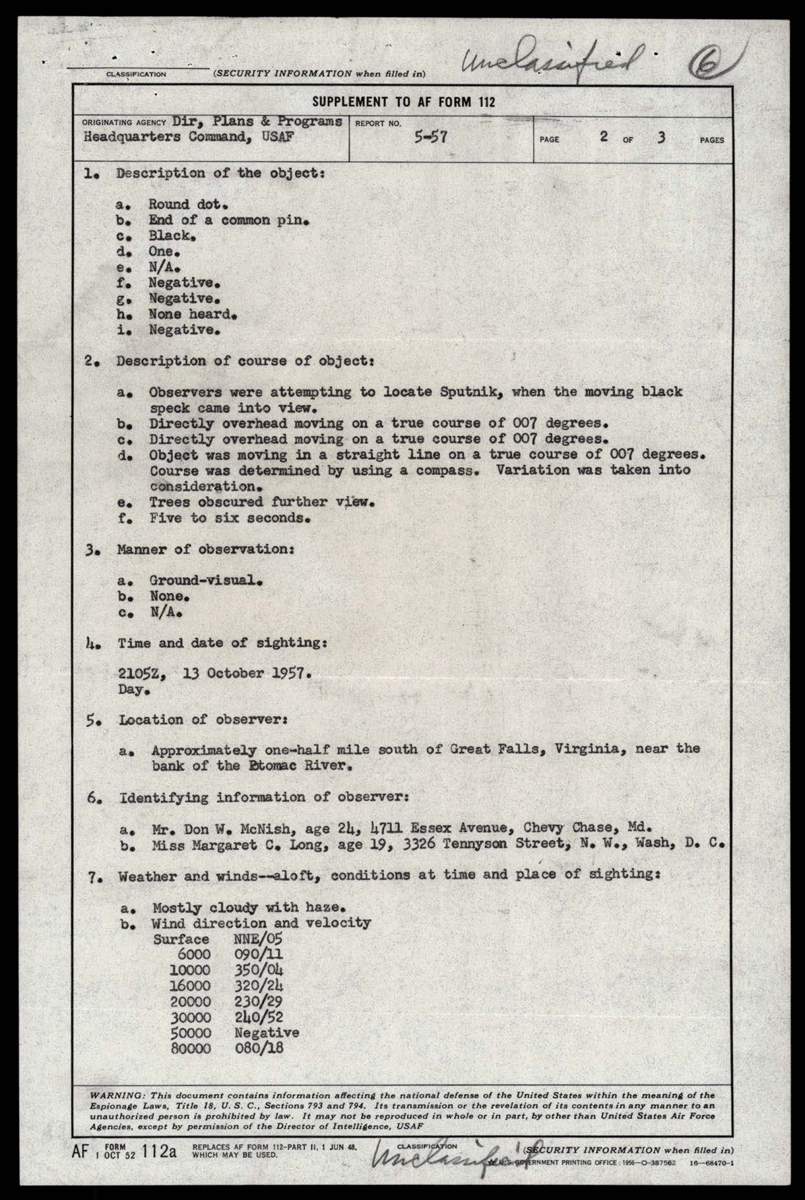 Unclassified 6
CLASSIFICATION (SECURITY INFORMATION when filled in)
SUPPLEMENT TO AF FORM 112
ORIGINATING AGENCY Dir, Plans & Programs
Headquarters Command, USAF
REPORT NO.
5-57
PAGE 2 OF 3 PAGES
1. Description of the object:
a. Round dot.
b. End of a common pin.
c. Black.
d. One.
e. N/A.
f. Negative.
g. Negative.
h. None heard.
i. Negative.
2. Description of course of object:
a. Observers were attempting to locate Sputnik, when the moving black
speck came into view.
b. Directly overhead moving on a true course of 007 degrees.
c. Directly overhead moving on a true course of 007 degrees.
d. Object was moving in a straight line on a true course of 007 degrees.
Course was determined by using a compass. Variation was taken into
consideration.
e. Trees obscured further view.
f. Five to six seconds.
3. Manner of observation:
a. Ground-visual.
b. None.
c. N/A.
4. Time and date of sighting:
2105Z, 13 October 1957.
Day.
5. Location of observer:
a. Approximately one-half mile south of Great Falls, Virginia, near the
bank of the Potomac River.
6. Identifying information of observer:
a. Mr. Don W. McNish, age 24, 4711 Essex Avenue, Chevy Chase, Md.
b. Miss Margaret C. Long, age 19, 3326 Tennyson Street, N. W., Wash, D. C.
7. Weather and winds--aloft, conditions at time and place of sighting:
a. Mostly cloudy with haze.
b. Wind direction and velocity
Surface NNE/05
6000 090/11
10000 350/04
16000 320/24
20000 230/29
30000 240/52
50000 Negative
80000 080/18
WARNING: This document contains information affecting the national defense of the United States within the meaning of the
Espionage Laws, Title 18, U. S. C., Sections 793 and 794. Its transmission or the revelation of its contents in any manner to an
unauthorized person is prohibited by law. It may not be reproduced in whole or in part, by other than United States Air Force
Agencies, except by permission of the Director of Intelligence, USAF
AF FORM 1 OCT 52 112a REPLACES AF FORM 112-PART II, 1 JUN 48,
WHICH MAY BE USED.
CLASSIFICATION (SECURITY INFORMATION when filled in)
Unclassified
GOVERNMENT PRINTING OFFICE: 1956-O-387562 16-68470-1